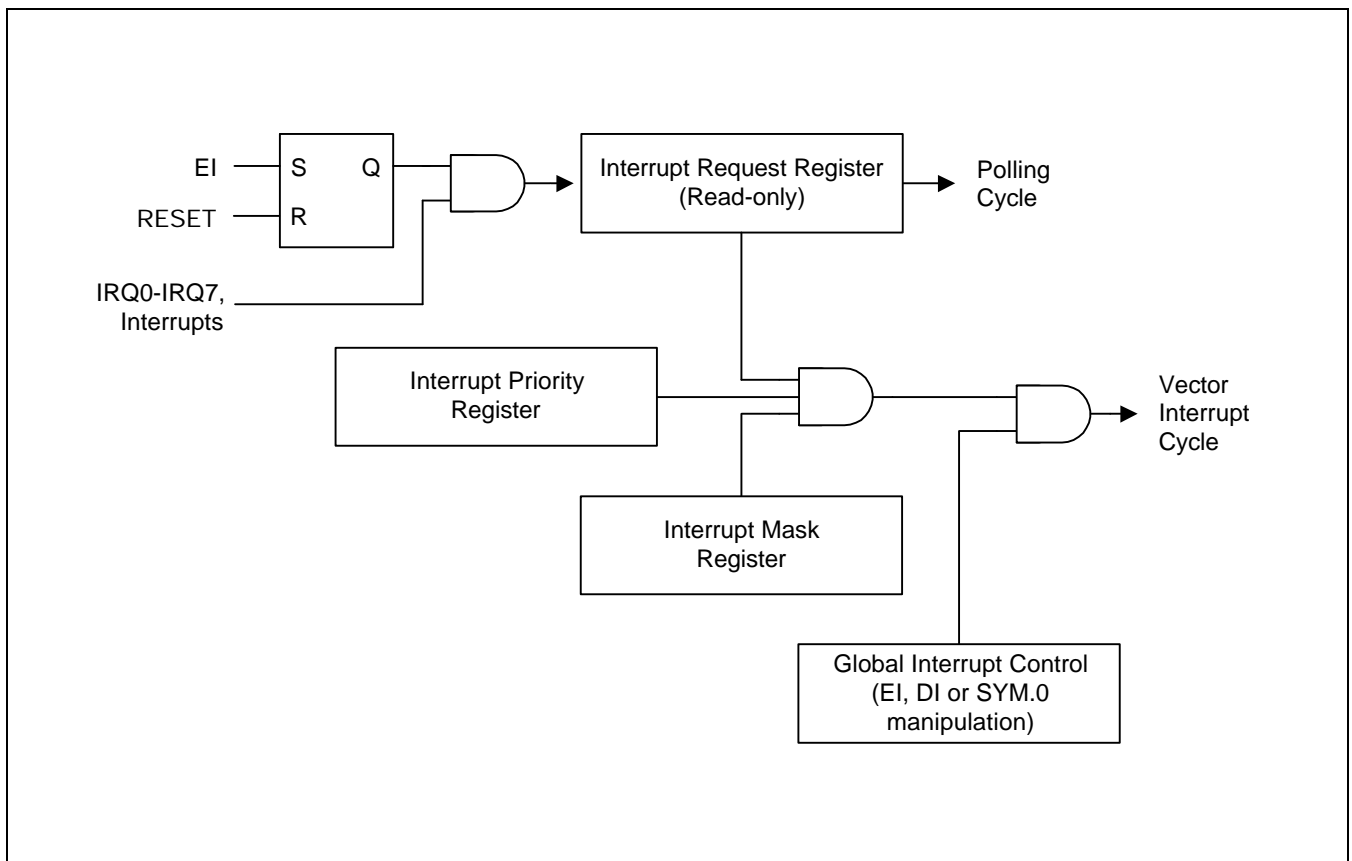 EI
S
Q
R
RESET
IRQ0-IRQ7,
Interrupts
Interrupt Request Register
(Read-only)
Polling
Cycle
Interrupt Priority
Register
Vector
Interrupt
Cycle
Interrupt Mask
Register
Global Interrupt Control
(EI, DI or SYM.0
manipulation)